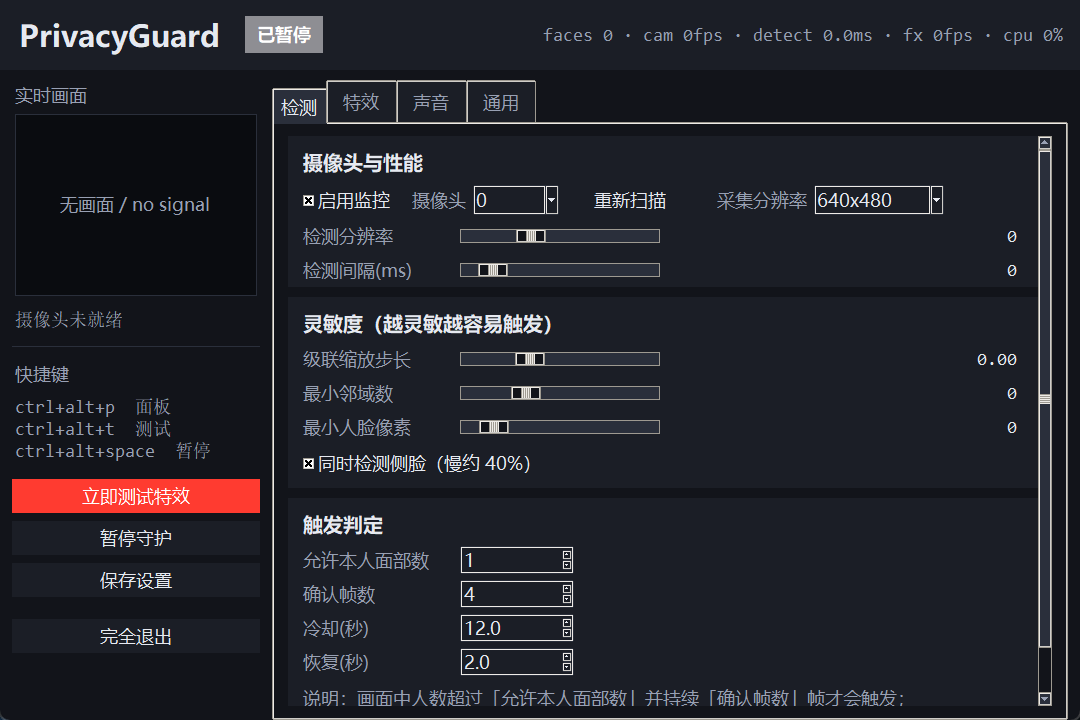 PrivacyGuard 已暂停 faces 0 · cam 0fps · detect 0.0ms · fx 0fps · cpu 0%
实时画面
无画面 / no signal
摄像头未就绪
快捷键
ctrl+alt+p 面板
ctrl+alt+t 测试
ctrl+alt+space 暂停
立即测试特效
暂停守护
保存设置
完全退出
检测 特效 声音 通用
摄像头与性能
启用监控 摄像头 0 重新扫描 采集分辨率 640x480
检测分辨率 0
检测间隔(ms) 0
灵敏度（越灵敏越容易触发）
级联缩放步长 0.00
最小邻域数 0
最小人脸像素 0
同时检测侧脸（慢约 40%）
触发判定
允许本人面部数 1
确认帧数 4
冷却(秒) 12.0
恢复(秒) 2.0
说明：画面中人数超过「允许本人面部数」并持续「确认帧数」帧才会触发；